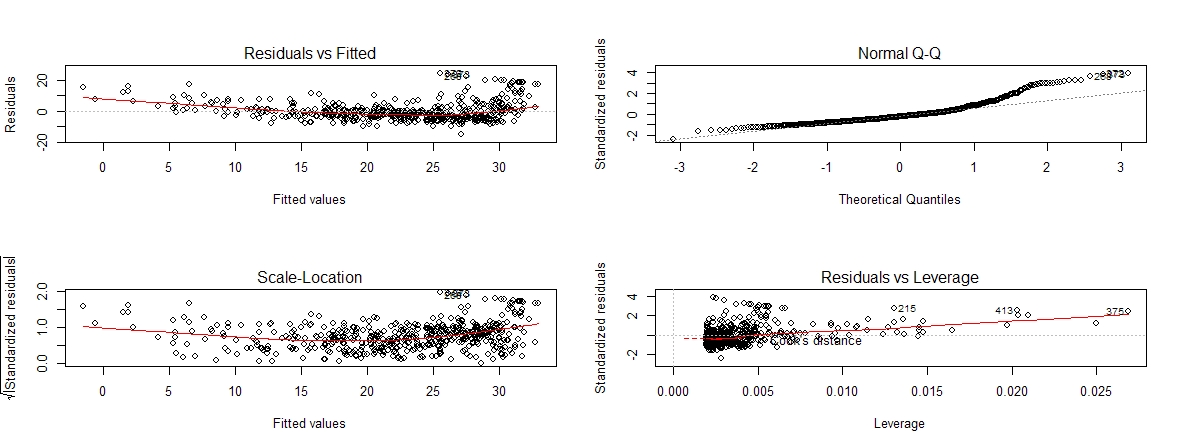 Residuals vs Fitted
Residuals
20
0
-20
0 5 10 15 20 25 30
Fitted values
Normal Q-Q
Standardized residuals
4
2
0
-2
-3 -2 -1 0 1 2 3
Theoretical Quantiles
Scale-Location
√|Standardized residuals|
2.0
1.0
0.0
0 5 10 15 20 25 30
Fitted values
Residuals vs Leverage
Standardized residuals
4
2
0
-2
215
413
375
Cook's distance
0.000 0.005 0.010 0.015 0.020 0.025
Leverage